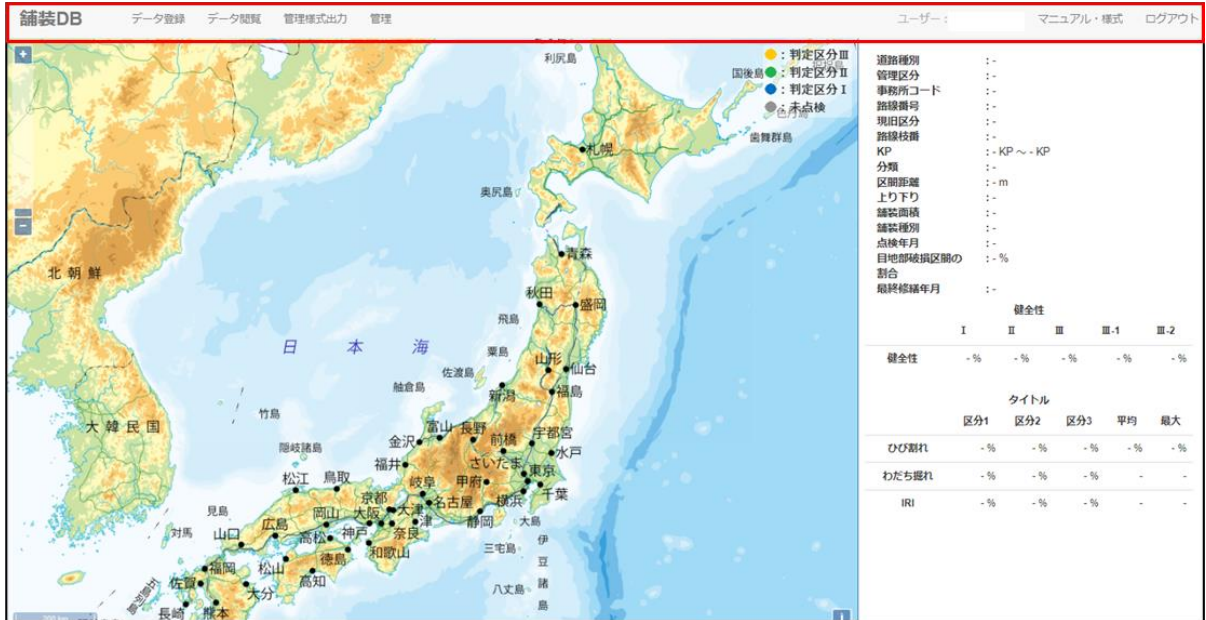 舗装DB データ登録 データ閲覧 管理様式出力 管理 ユーザー： マニュアル・様式 ログアウト
●：判定区分Ⅲ
●：判定区分Ⅱ
●：判定区分Ⅰ
●：未点検
利尻島
国後島
色丹島
歯舞群島
札幌
奥尻島
青森
北朝鮮
秋田
盛岡
飛島
日本海
粟島
山形
仙台
佐渡島
舳倉島
新潟
福島
竹島
大韓民国
富山
長野
前橋
宇都宮
金沢
水戸
隠岐諸島
福井
さいたま
東京
松江
鳥取
岐阜
甲府
千葉
京都
名古屋
横浜
見島
岡山
大阪
大津
津
静岡
大島
対馬
山口
広島
高松
神戸
奈良
伊豆諸島
三宅島
和歌山
福岡
松山
徳島
佐賀
大分
高知
八丈島
五島列島
長崎
熊本
道路種別 ：-
管理区分 ：-
事務所コード ：-
路線番号 ：-
現旧区分 ：-
路線枝番 ：-
KP ：- KP ～ - KP
分類 ：-
区間距離 ：- m
上り下り ：-
舗装面積 ：-
舗装種別 ：-
点検年月 ：-
目地部破損区間の ：- %
割合
最終修繕年月 ：-
健全性
Ⅰ Ⅱ Ⅲ Ⅲ-1 Ⅲ-2
健全性 - % - % - % - % - %
タイトル
区分1 区分2 区分3 平均 最大
ひび割れ - % - % - % - % - %
わだち掘れ - % - % - % - -
IRI - % - % - % - -